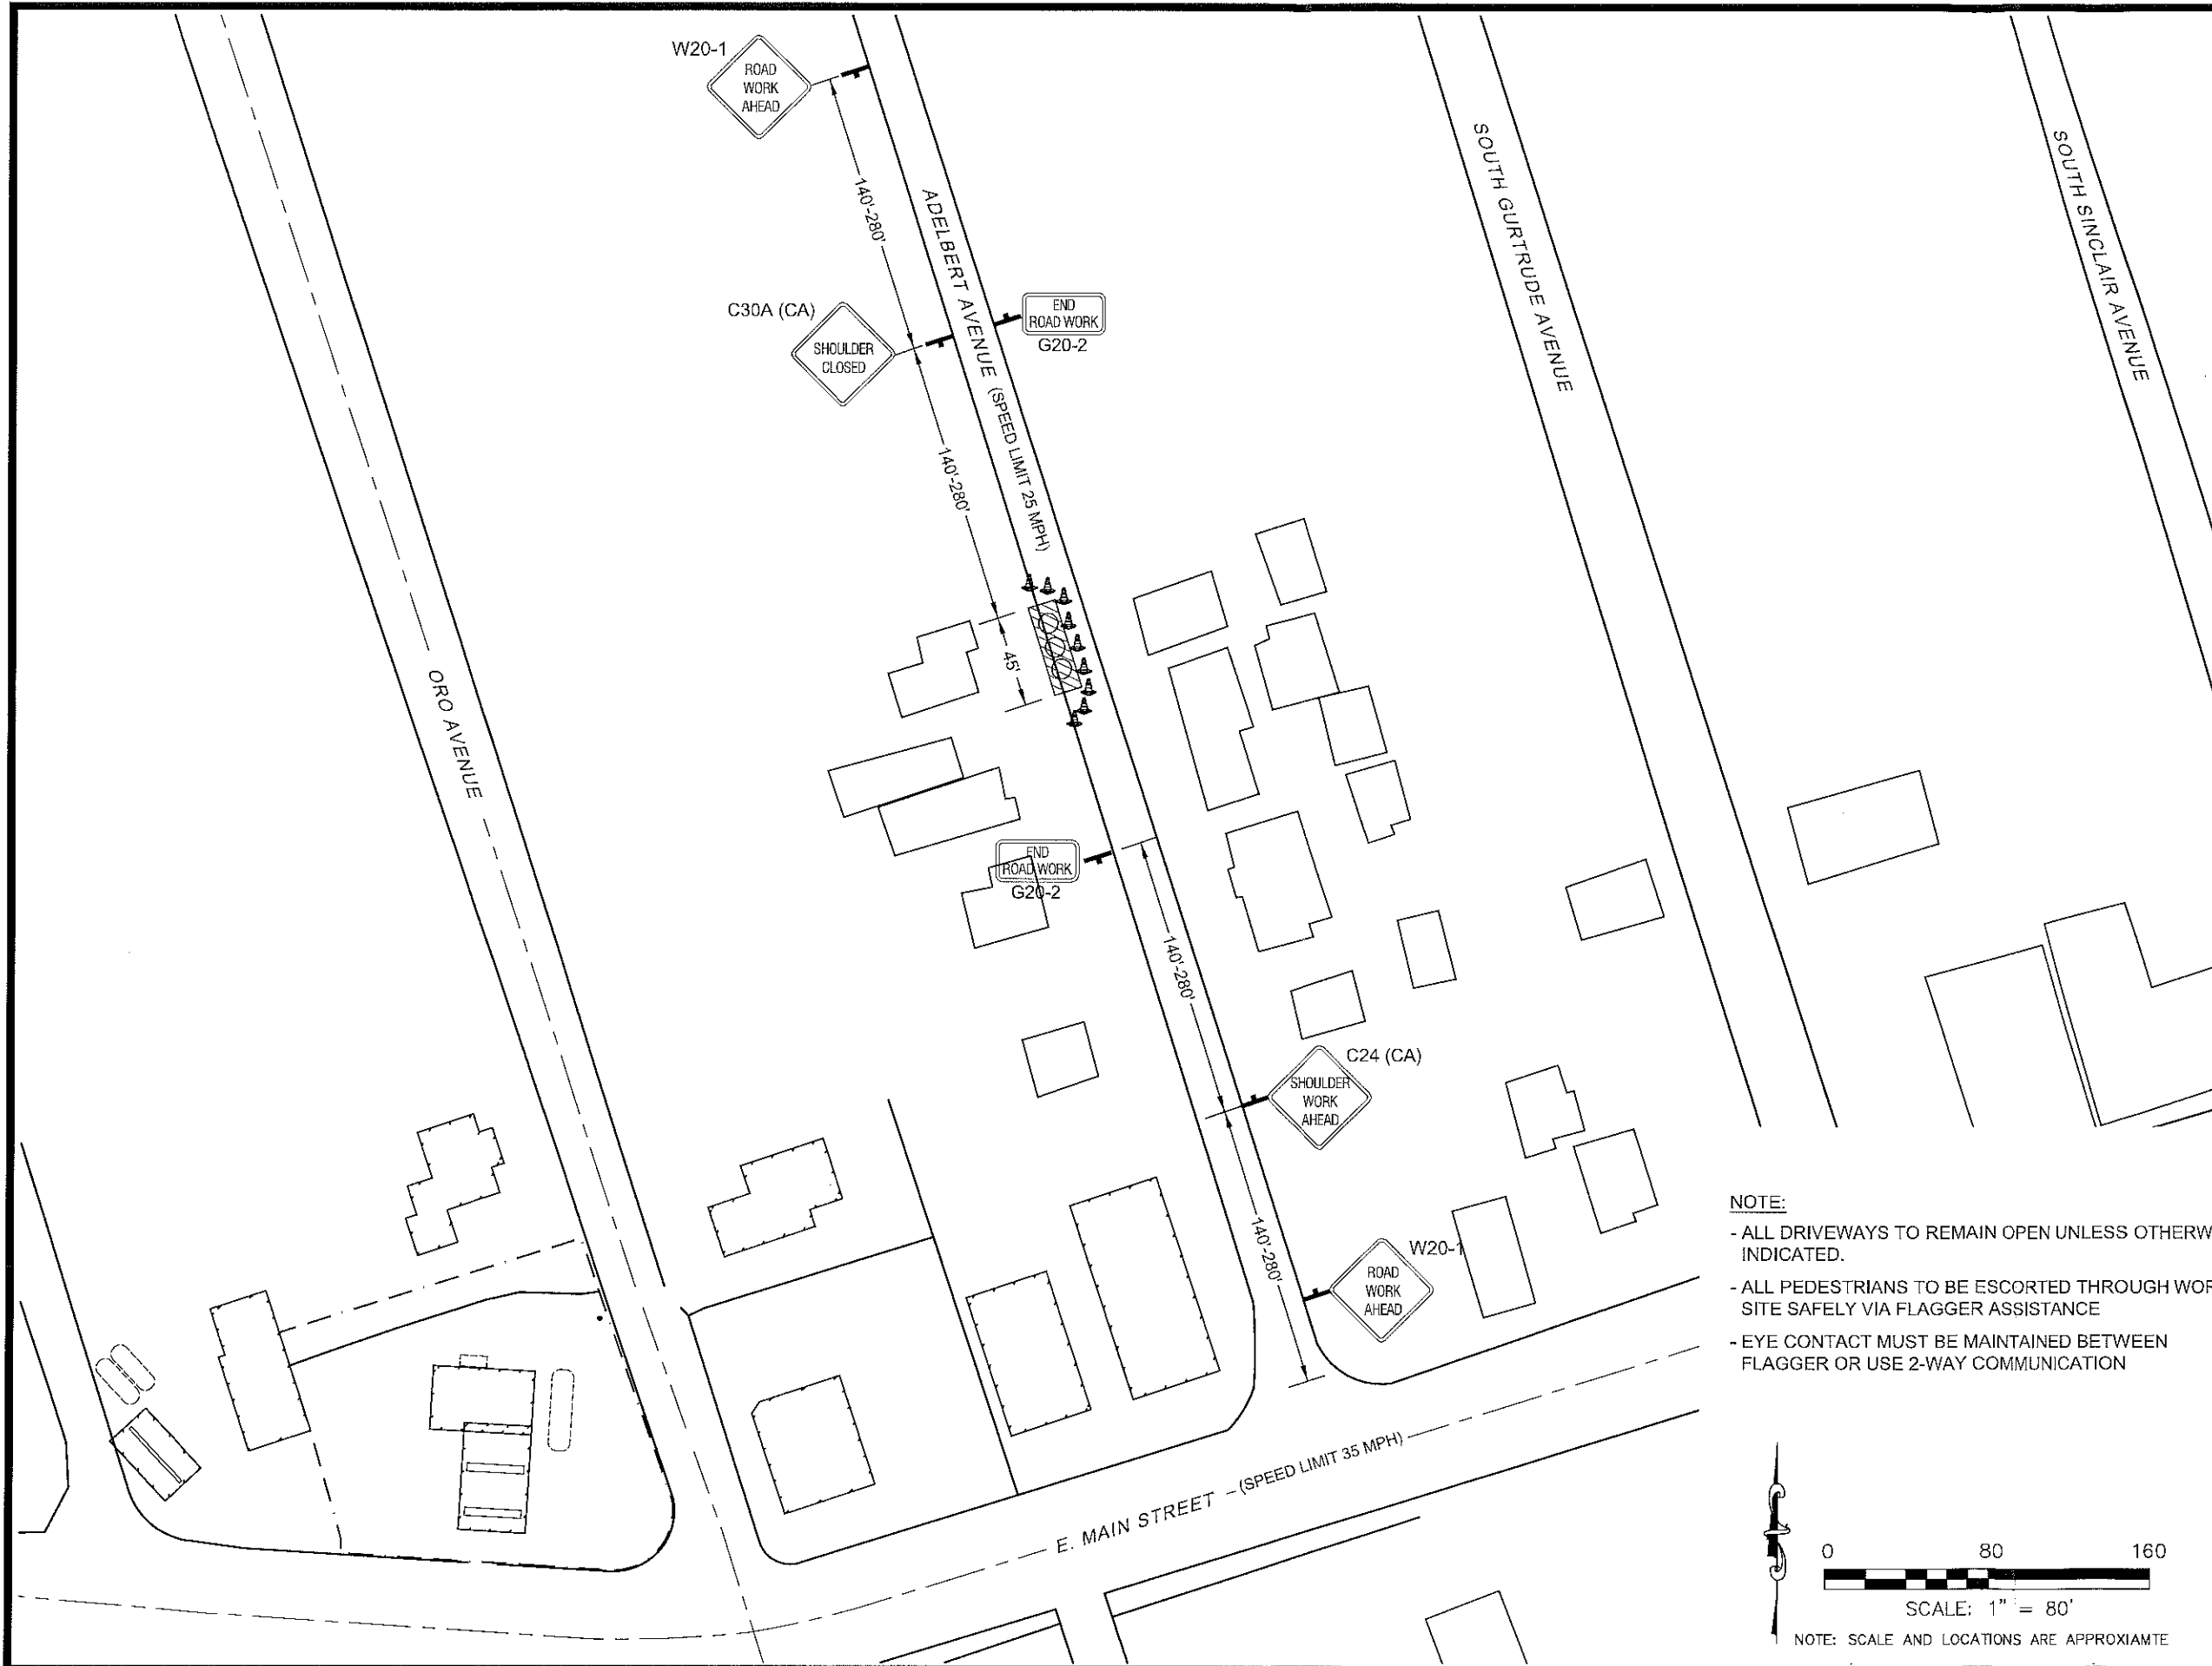 W20-1
ROAD
WORK
AHEAD
140'-280'
ADELBERT AVENUE (SPEED LIMIT 25 MPH)
SOUTH GURTRUDE AVENUE
SOUTH SINCLAIR AVENUE
C30A (CA)
SHOULDER
CLOSED
END
ROAD WORK
G20-2
140'-280'
45'
ORO AVENUE
END
ROAD WORK
G20-2
140'-280'
C24 (CA)
SHOULDER
WORK
AHEAD
140'-280'
W20-1
ROAD
WORK
AHEAD
NOTE:
- ALL DRIVEWAYS TO REMAIN OPEN UNLESS OTHERW
INDICATED.
- ALL PEDESTRIANS TO BE ESCORTED THROUGH WOR
SITE SAFELY VIA FLAGGER ASSISTANCE
- EYE CONTACT MUST BE MAINTAINED BETWEEN
FLAGGER OR USE 2-WAY COMMUNICATION
E. MAIN STREET - (SPEED LIMIT 35 MPH)
0 80 160
SCALE: 1" = 80'
NOTE: SCALE AND LOCATIONS ARE APPROXIAMTE